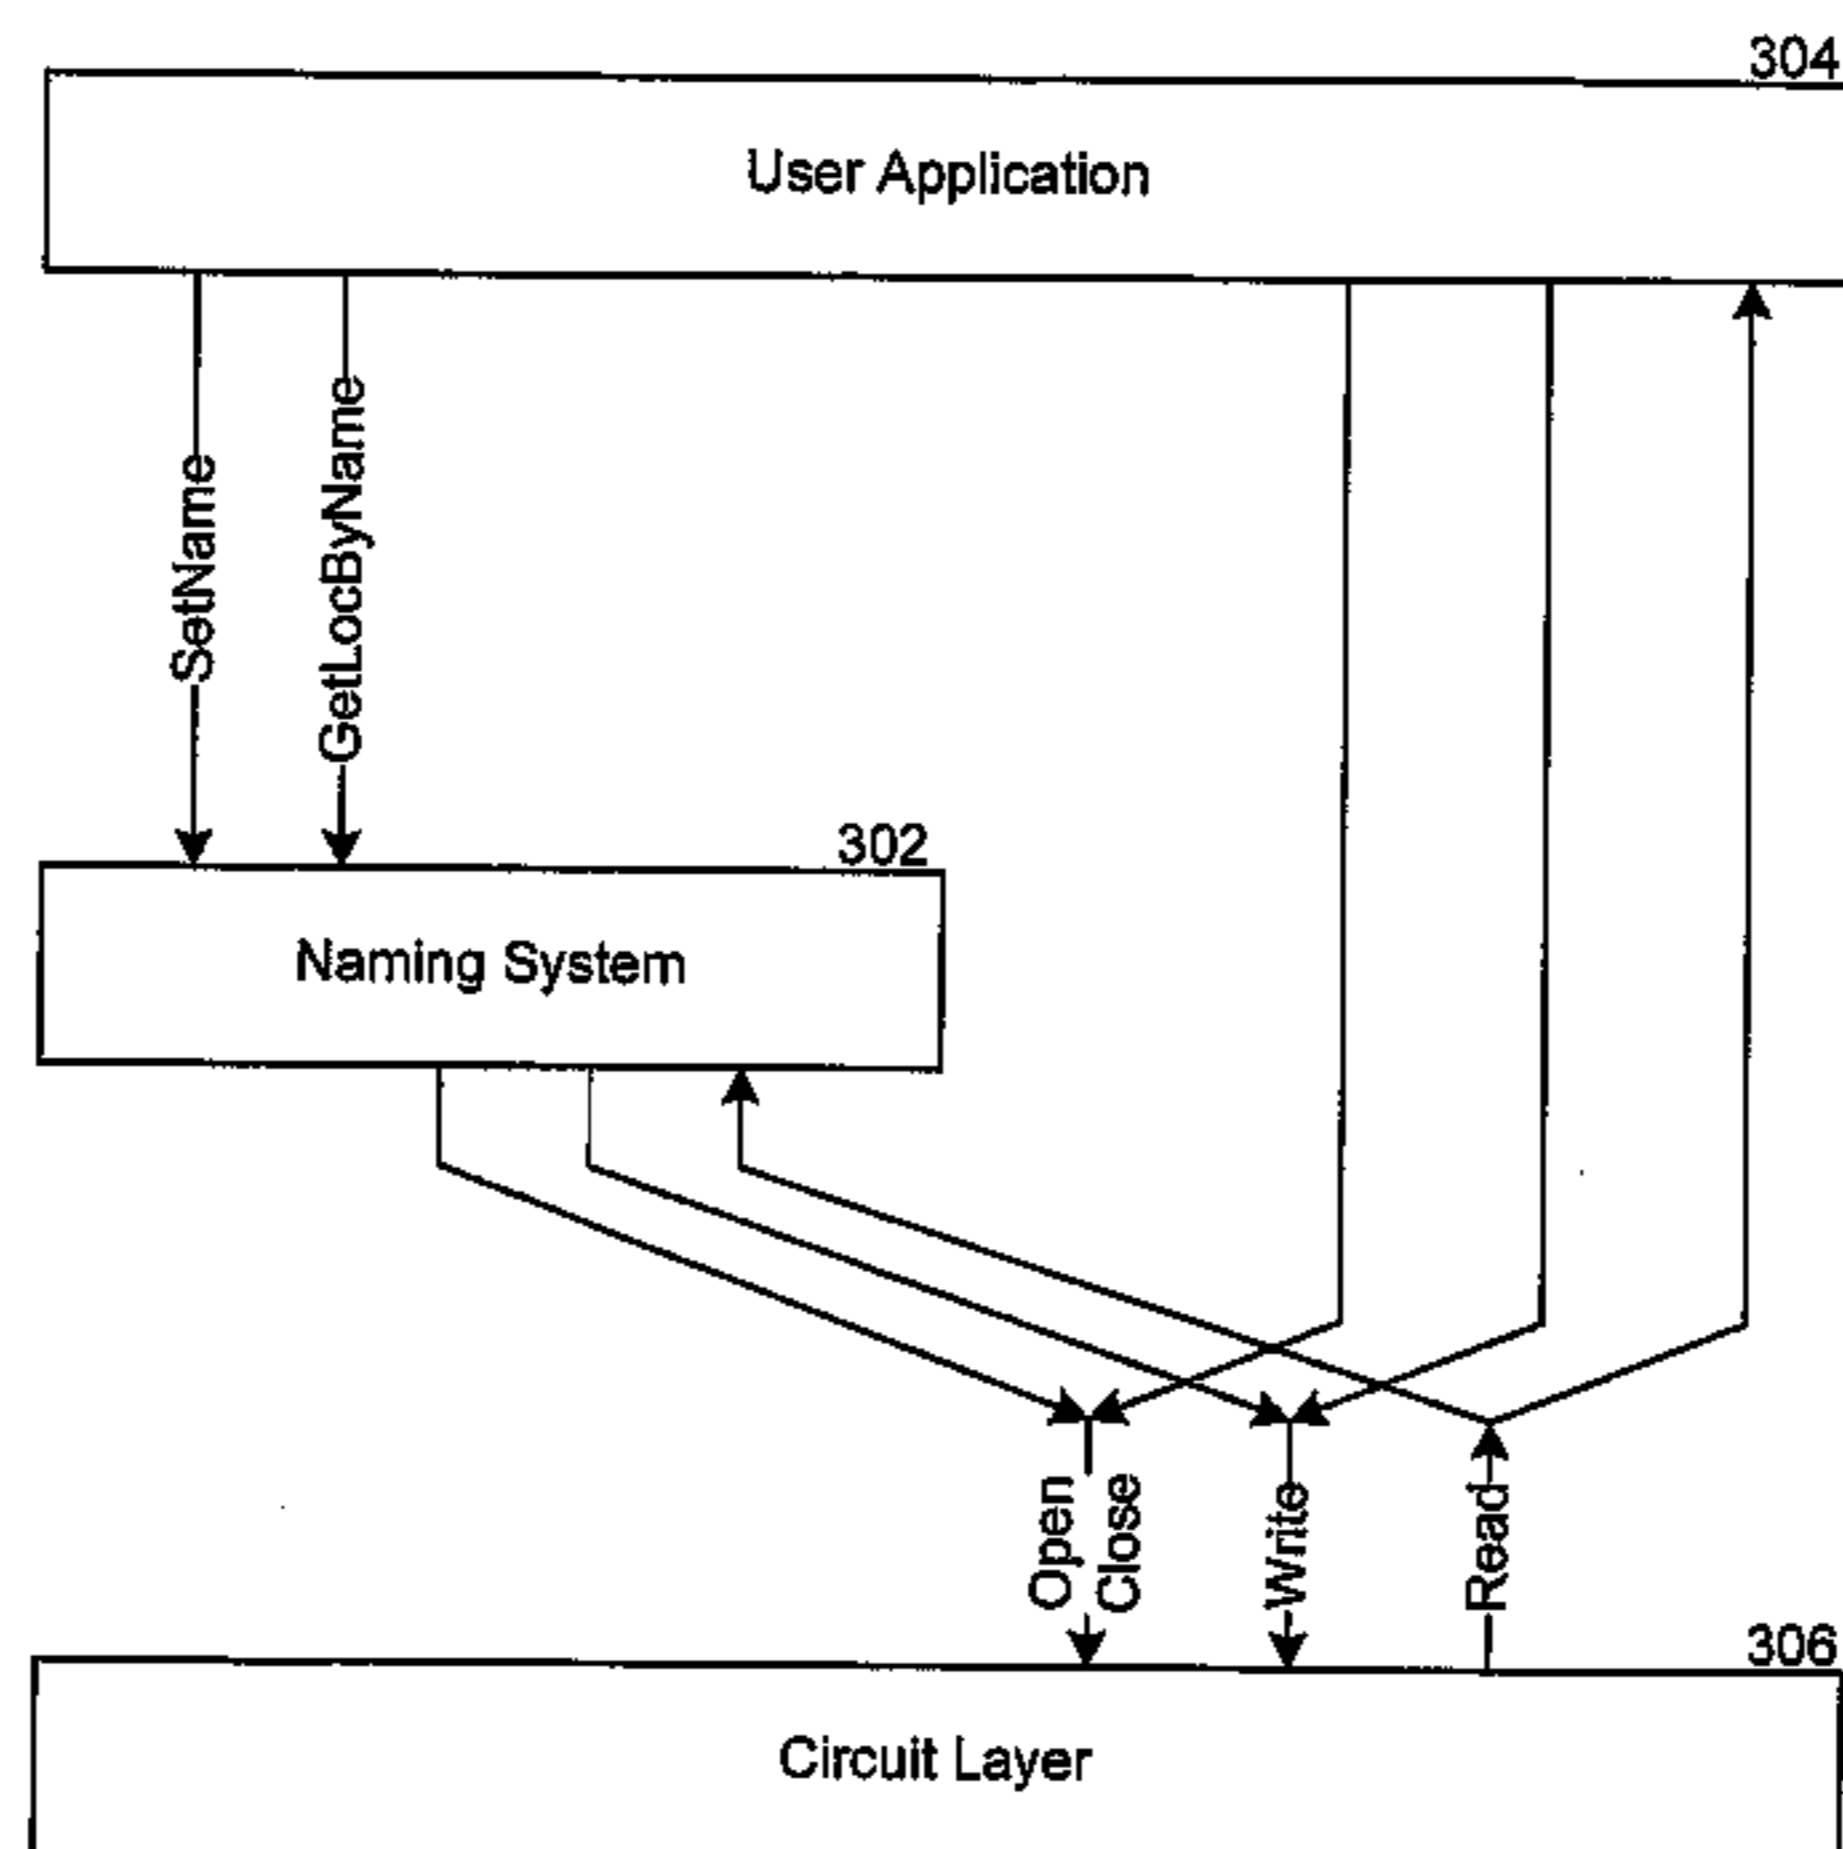 304
User Application
SetName
GetLocByName
302
Naming System
Open
Close
Write
Read
306
Circuit Layer